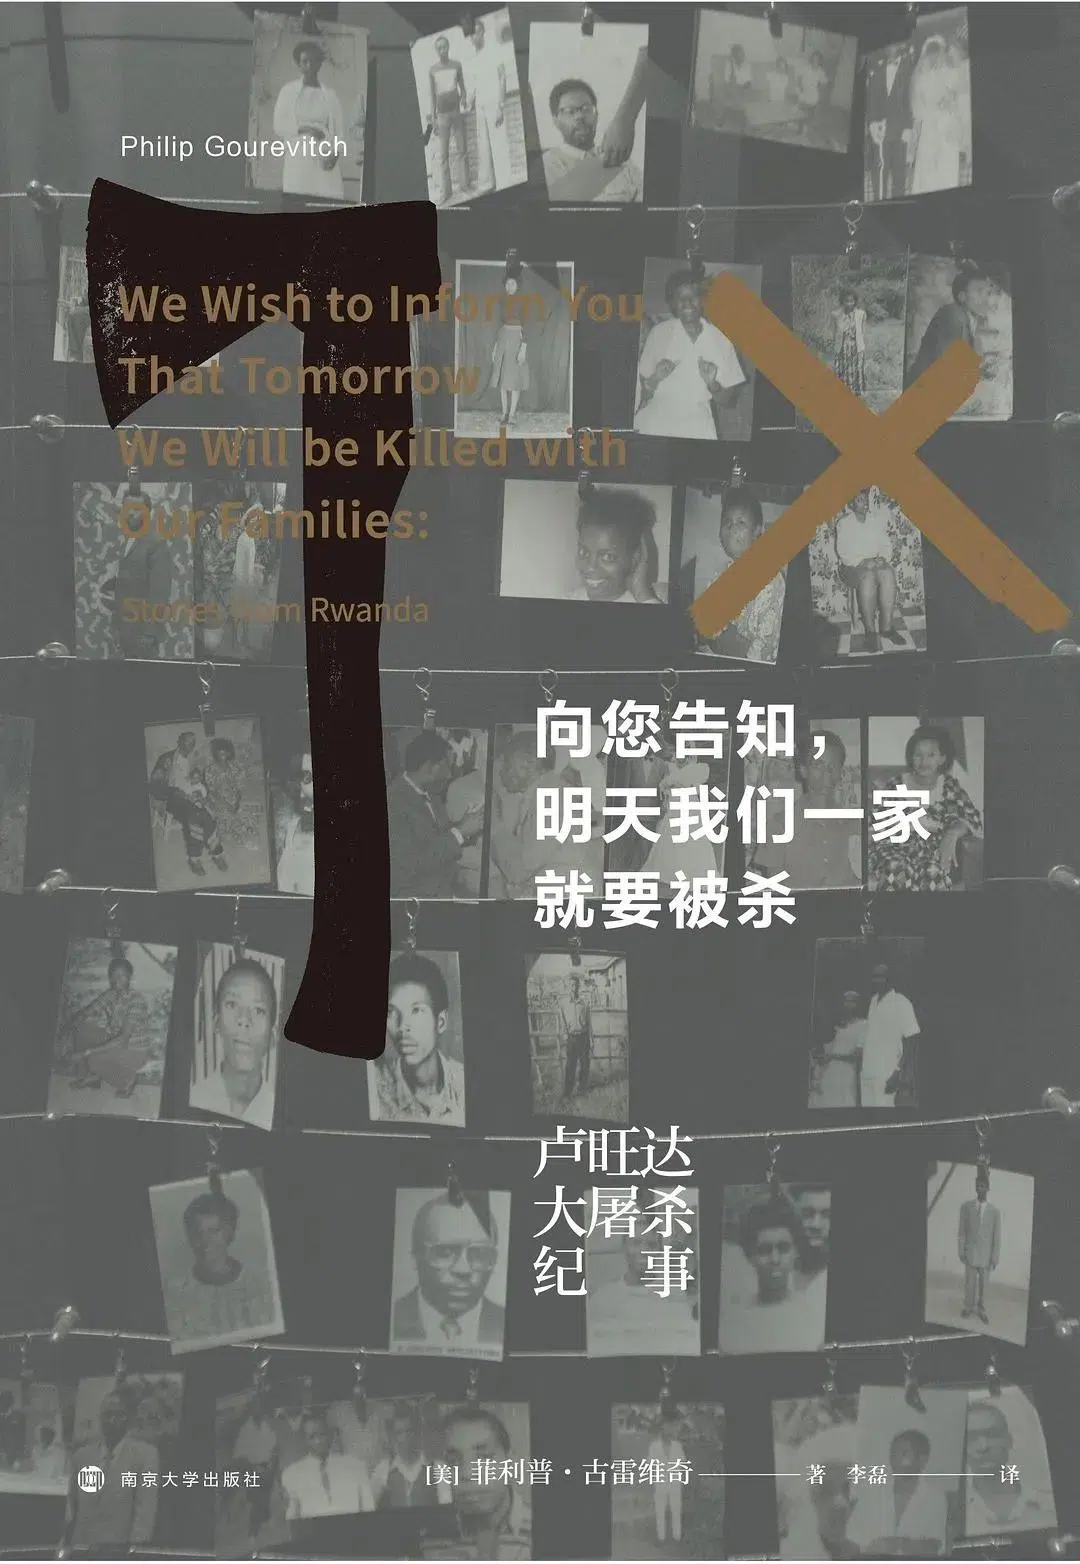 Philip Gourevitch
We Wish to Inform You
That Tomorrow
We Will be Killed with
Our Families:
Stories from Rwanda
向您告知，
明天我们一家
就要被杀
卢旺达
大屠杀
纪 事
南京大学出版社
[美] 菲利普·古雷维奇 —— 著 李磊 —— 译